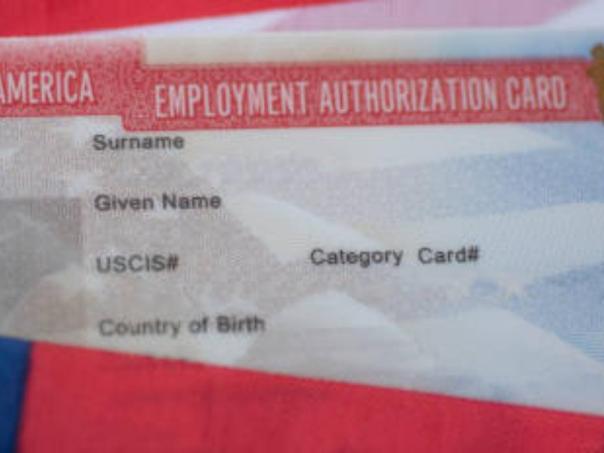 AMERICA EMPLOYMENT AUTHORIZATION CARD
Surname
Given Name
USCIS# Category Card#
Country of Birth